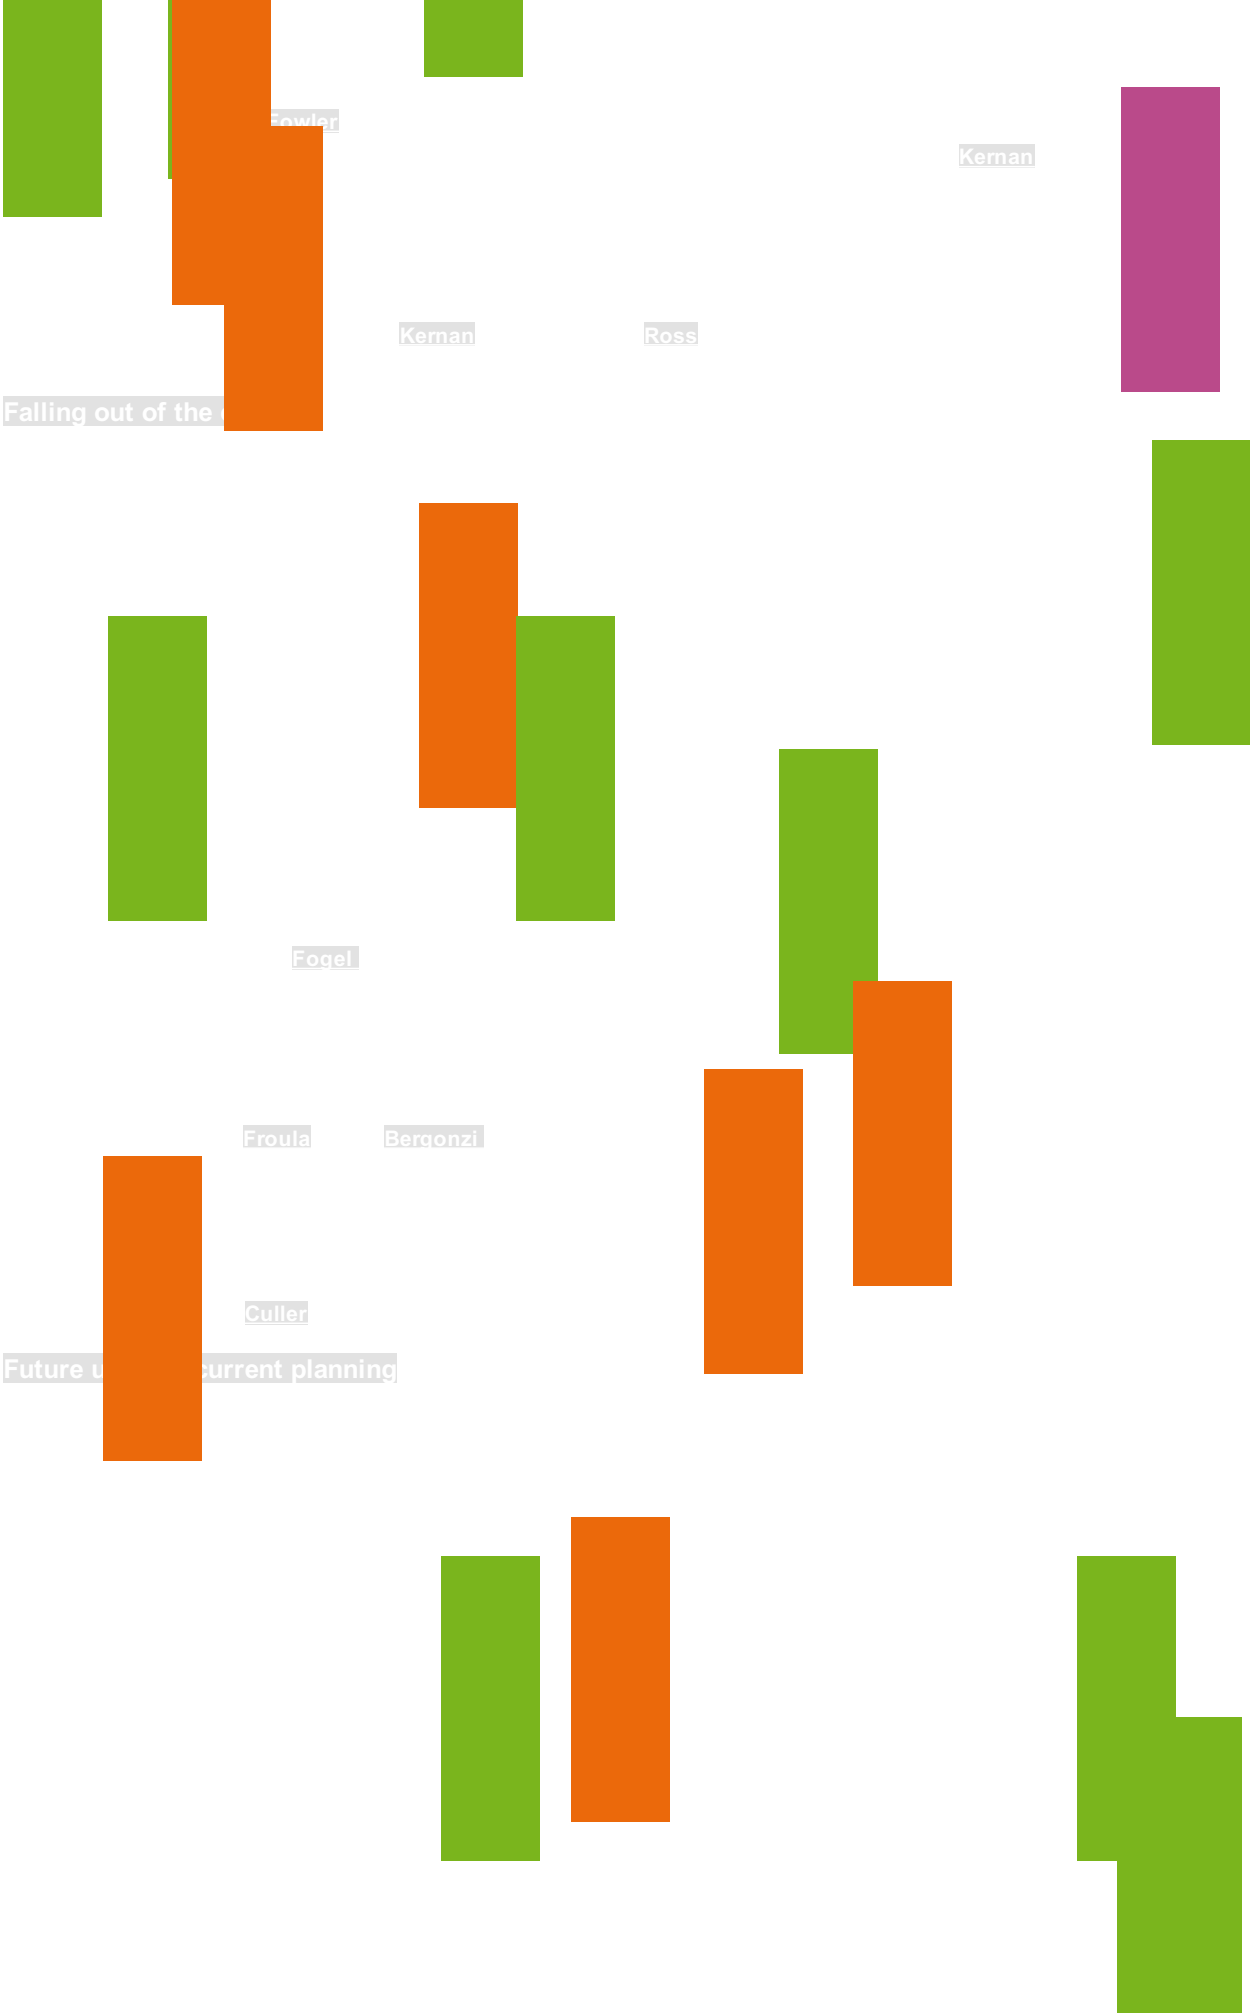 Fowler
Kernan
Kernan Ross
Falling out of the
Fogel
Froula Bergonzi
Culler
Future current planning